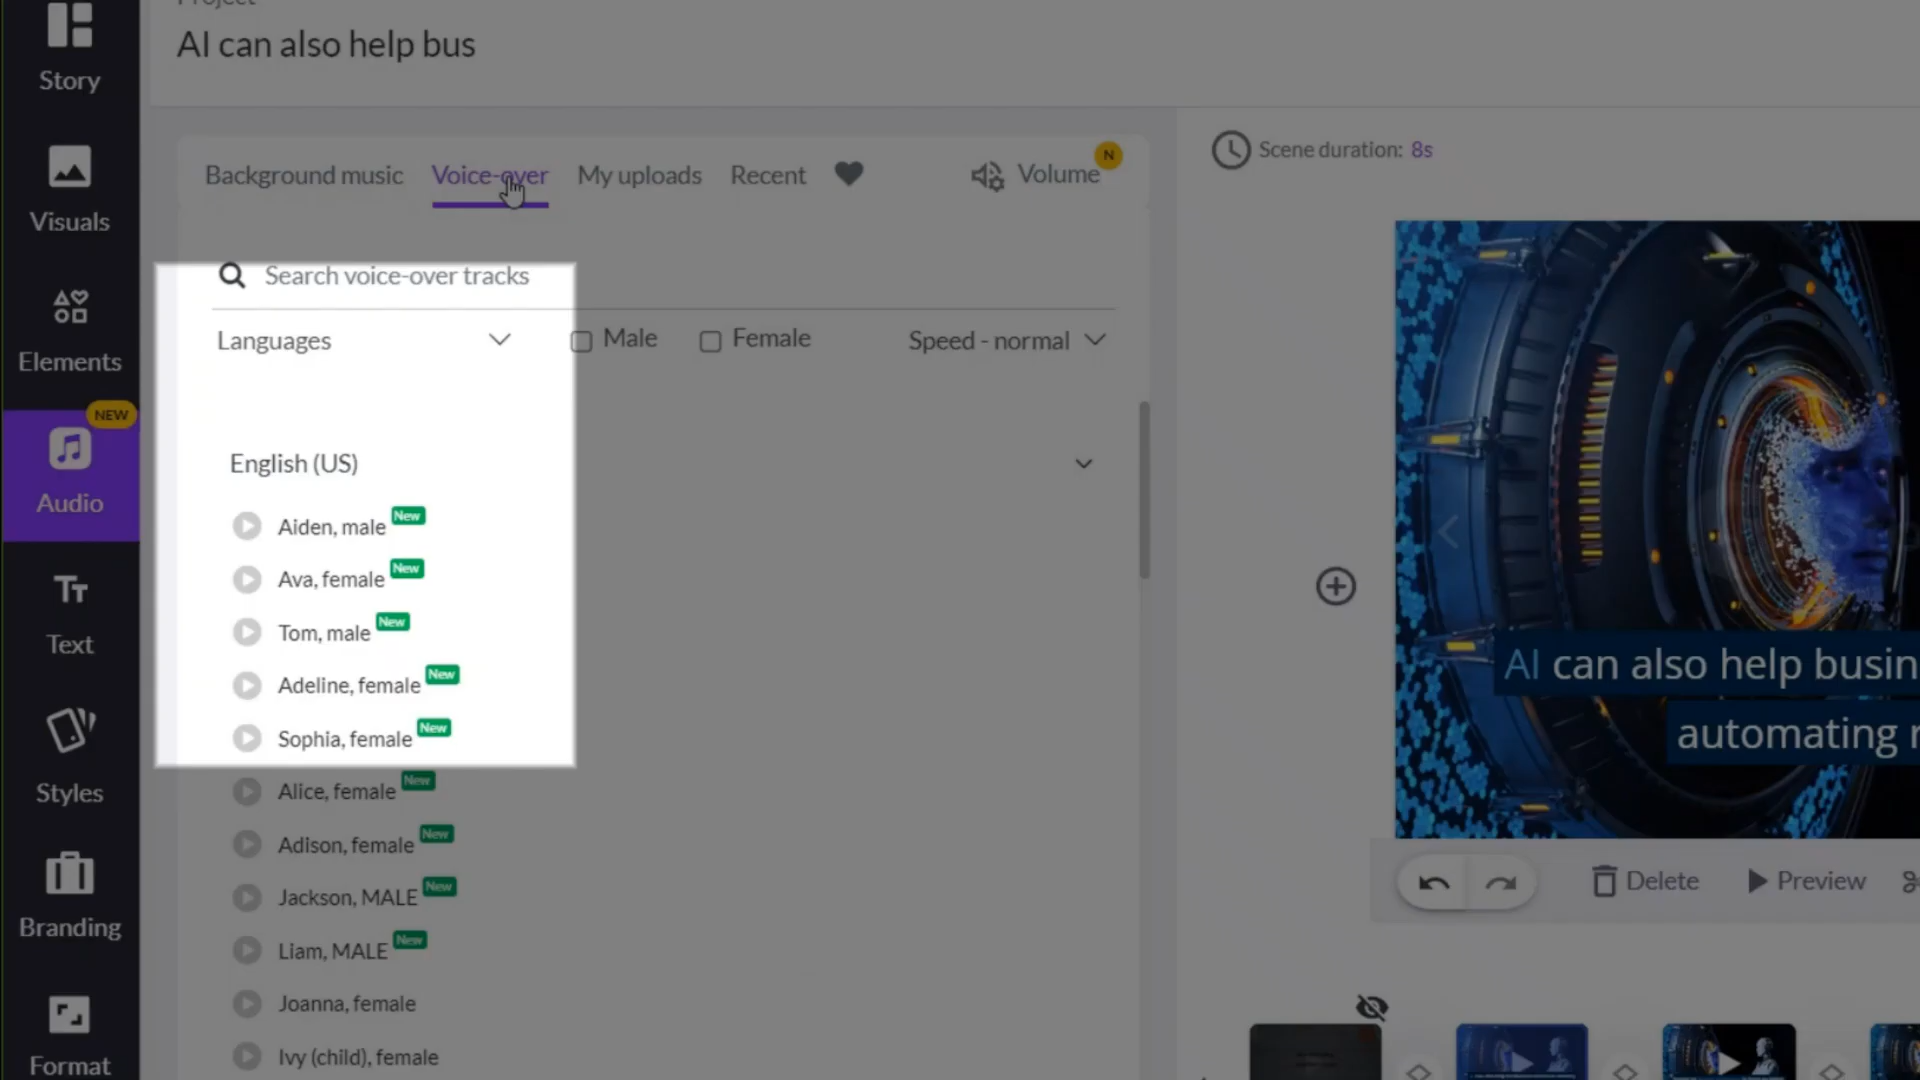 Project
AI can also help bus
Story
Visuals
Elements
NEW
Audio
Text
Styles
Branding
Format
Background music
Voice-over
My uploads
Recent
Volume
N
Search voice-over tracks
Languages
Male
Female
Speed - normal
English (US)
Aiden, male New
Ava, female New
Tom, male New
Adeline, female New
Sophia, female New
Alice, female New
Adison, female New
Jackson, MALE New
Liam, MALE New
Joanna, female
Ivy (child), female
Scene duration: 8s
AI can also help busin
automating r
Delete
Preview